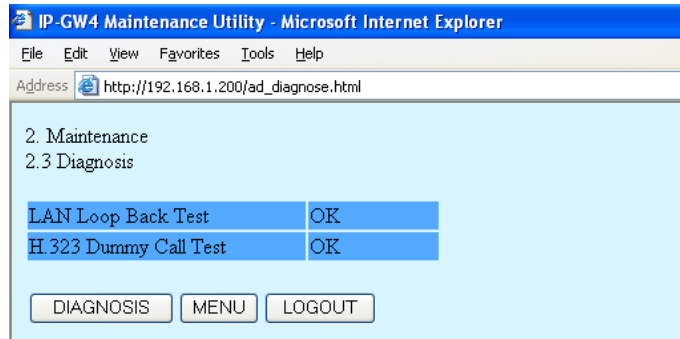 IP-GW4 Maintenance Utility - Microsoft Internet Explorer
File Edit View Favorites Tools Help
Address http://192.168.1.200/ad_diagnose.html
2. Maintenance
2.3 Diagnosis
LAN Loop Back Test OK
H.323 Dummy Call Test OK
DIAGNOSIS MENU LOGOUT